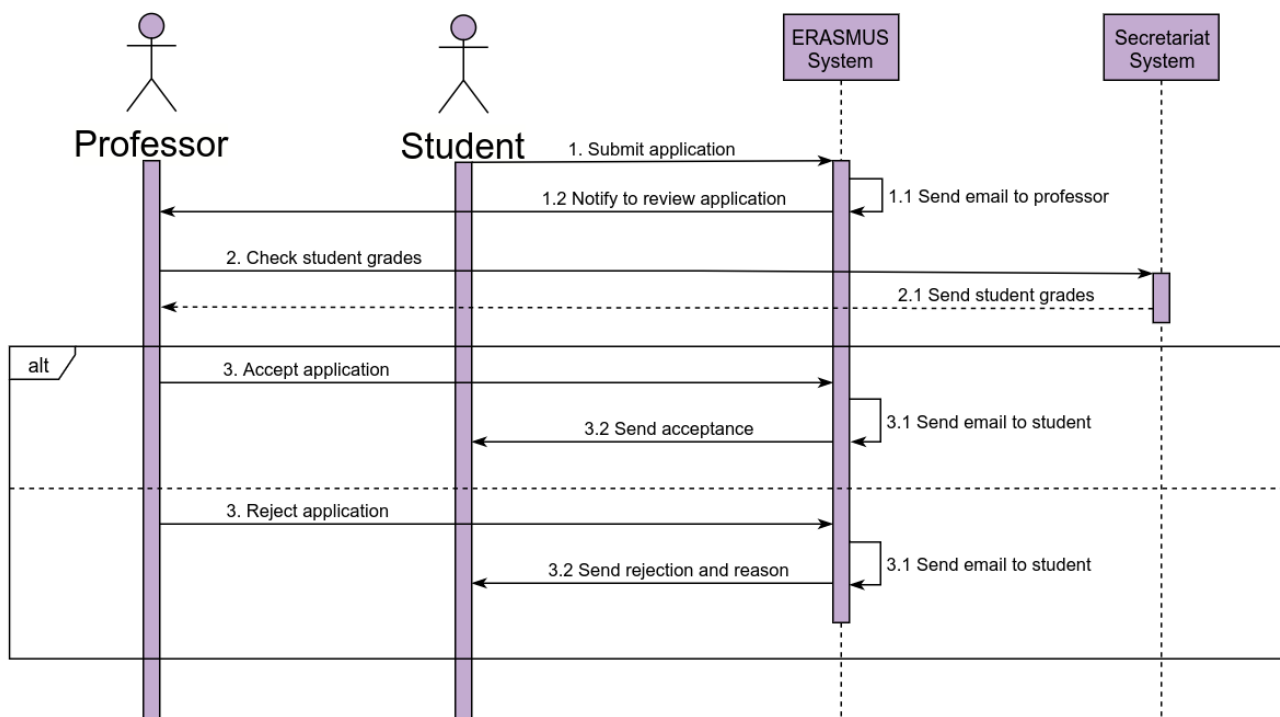 ERASMUS
System
Secretariat
System
Professor
Student
1. Submit application
1.1 Send email to professor
1.2 Notify to review application
2. Check student grades
2.1 Send student grades
alt
3. Accept application
3.1 Send email to student
3.2 Send acceptance
3. Reject application
3.1 Send email to student
3.2 Send rejection and reason